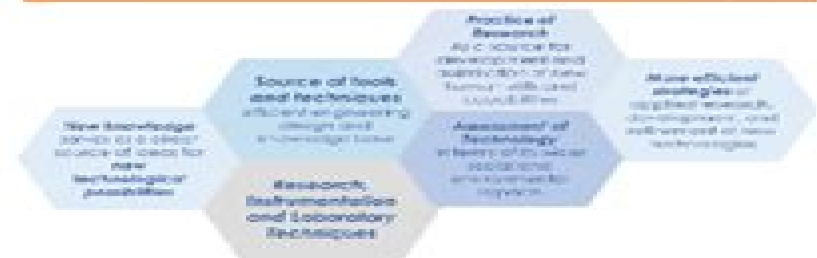 New knowledge
serves as a direct
source of ideas for
new
technological
possibilities
Source of tools
and techniques
efficient engineering
design and
knowledge base
Research,
Instrumentation
and Laboratory
Techniques
Practice of
Research
As a source for
development and
of new
human skills and
capabilities
Assessment of
Technology
in
social and
environmental
impacts
More efficient
strategies of
applied research,
development, and
refinement of new
technologies